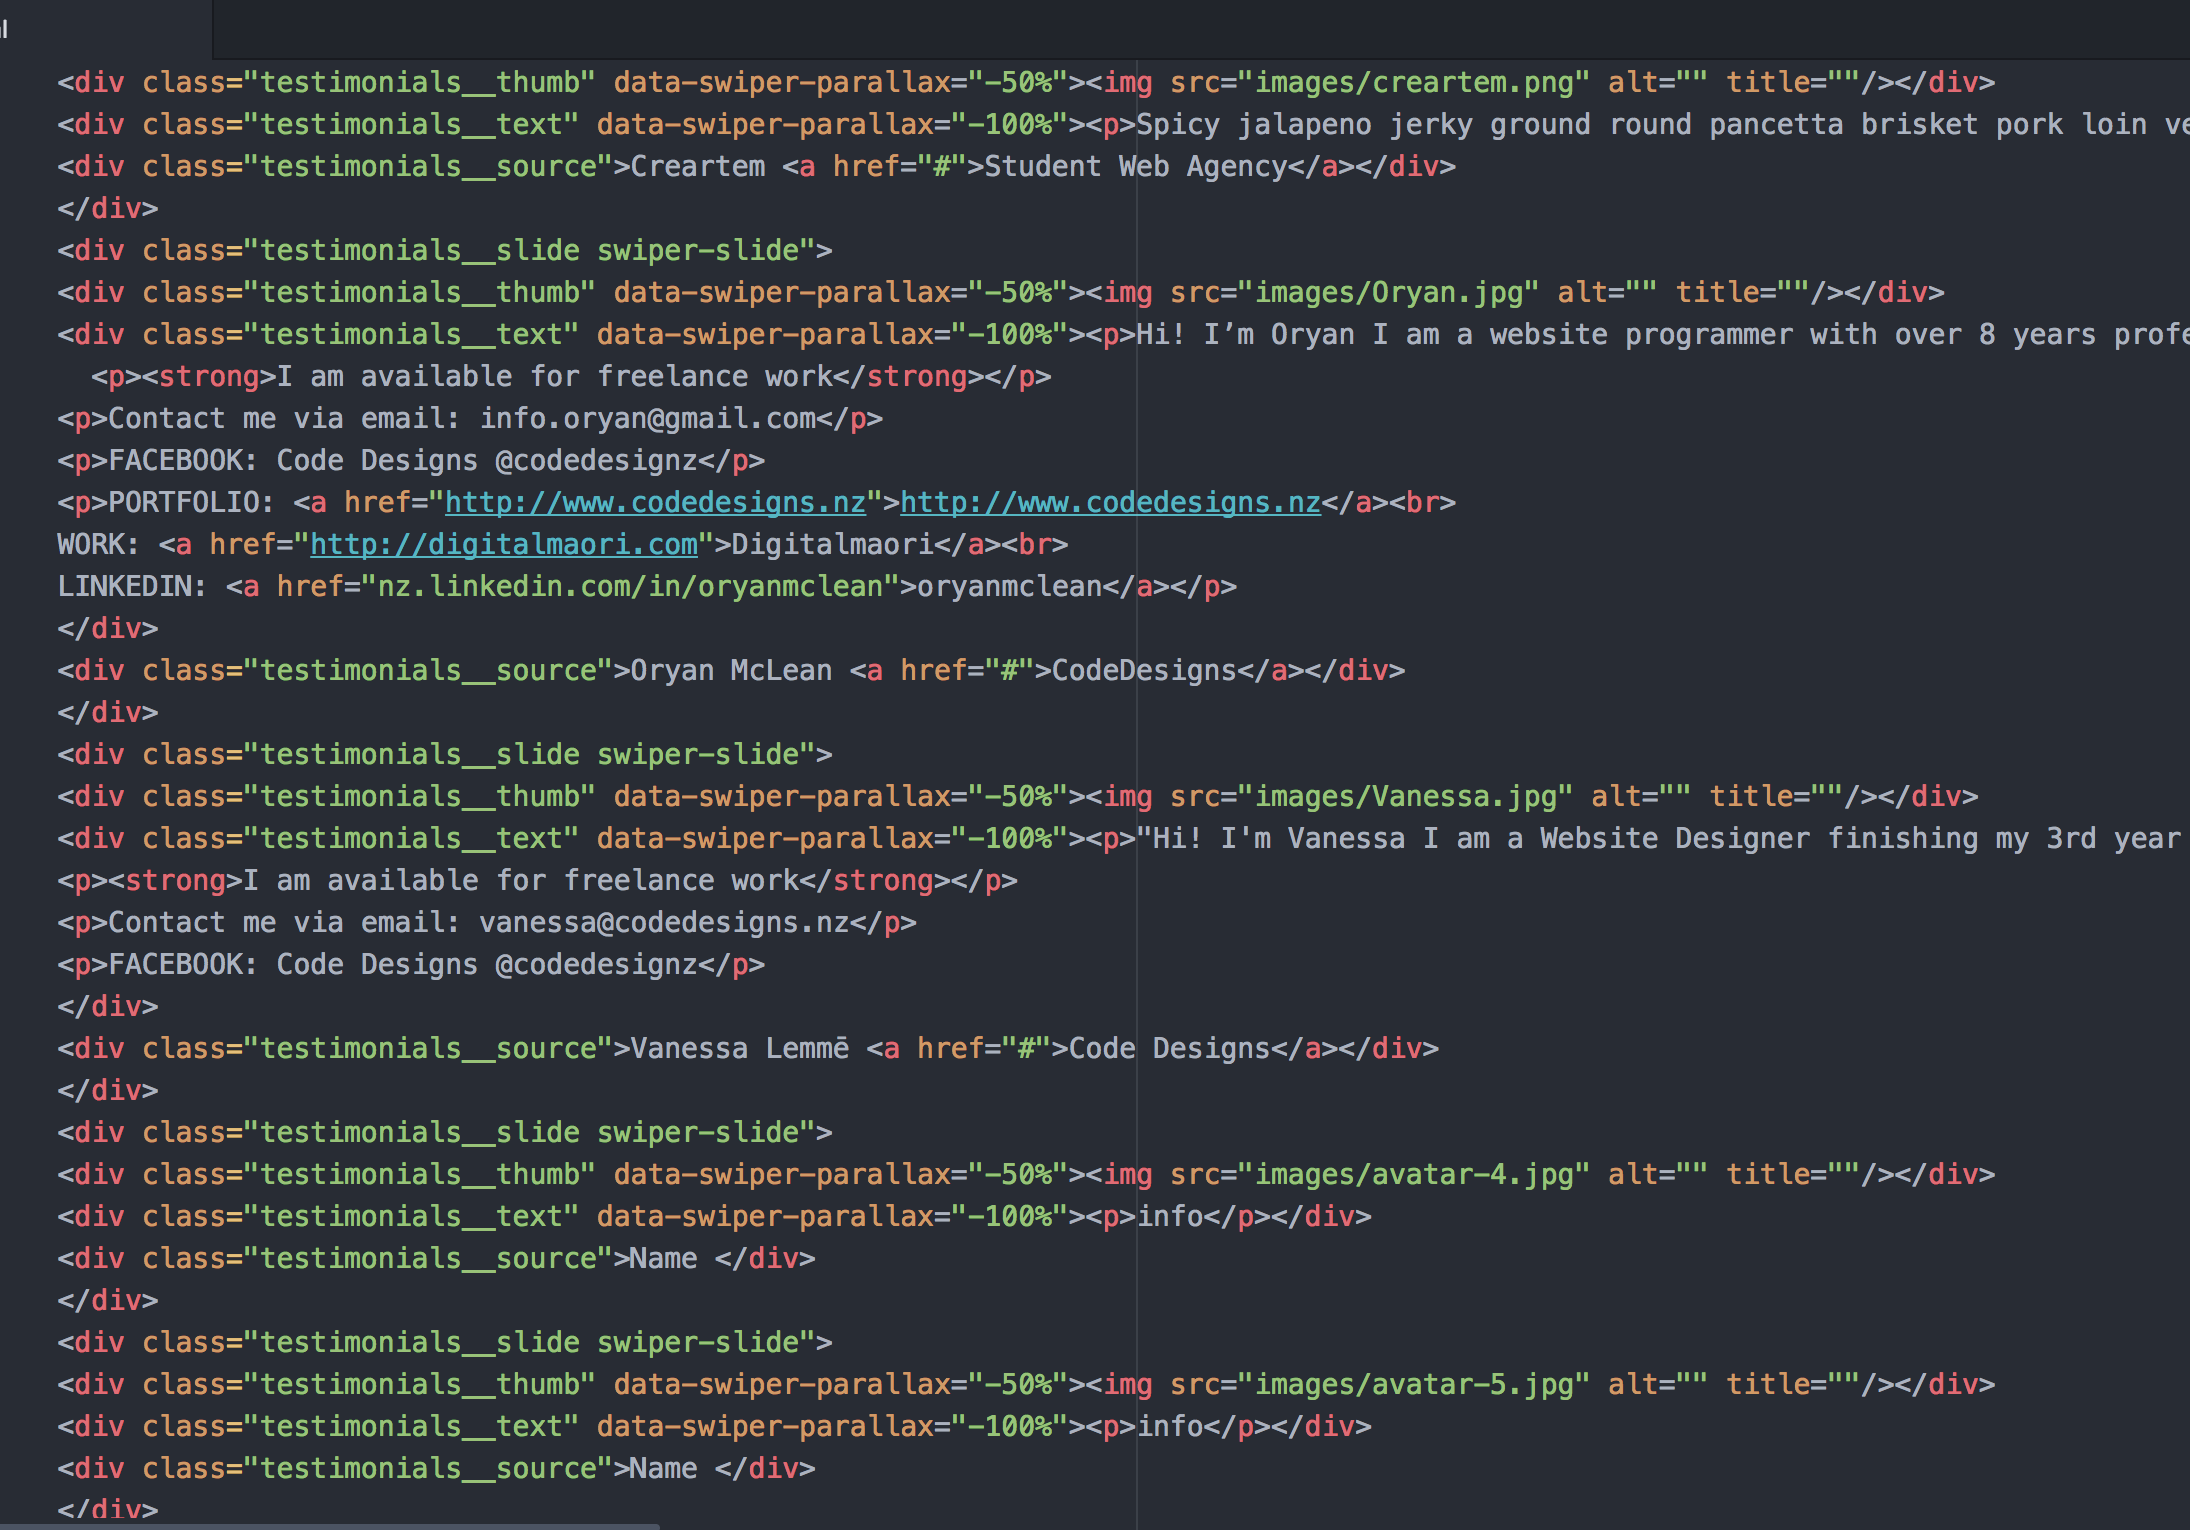 <div class="testimonials__thumb" data-swiper-parallax="-50%"><img src="images/creartem.png" alt="" title=""/></div>
<div class="testimonials__text" data-swiper-parallax="-100%"><p>Spicy jalapeno jerky ground round pancetta brisket pork loin ve
<div class="testimonials__source">Creartem <a href="#">Student Web Agency</a></div>
</div>
<div class="testimonials__slide swiper-slide">
<div class="testimonials__thumb" data-swiper-parallax="-50%"><img src="images/Oryan.jpg" alt="" title=""/></div>
<div class="testimonials__text" data-swiper-parallax="-100%"><p>Hi! I’m Oryan I am a website programmer with over 8 years profe
<p><strong>I am available for freelance work</strong></p>
<p>Contact me via email: info.oryan@gmail.com</p>
<p>FACEBOOK: Code Designs @codedesignz</p>
<p>PORTFOLIO: <a href="http://www.codedesigns.nz">http://www.codedesigns.nz</a><br>
WORK: <a href="http://digitalmaori.com">Digitalmaori</a><br>
LINKEDIN: <a href="nz.linkedin.com/in/oryanmclean">oryanmclean</a></p>
</div>
<div class="testimonials__source">Oryan McLean <a href="#">CodeDesigns</a></div>
</div>
<div class="testimonials__slide swiper-slide">
<div class="testimonials__thumb" data-swiper-parallax="-50%"><img src="images/Vanessa.jpg" alt="" title=""/></div>
<div class="testimonials__text" data-swiper-parallax="-100%"><p>"Hi! I'm Vanessa I am a Website Designer finishing my 3rd year
<p><strong>I am available for freelance work</strong></p>
<p>Contact me via email: vanessa@codedesigns.nz</p>
<p>FACEBOOK: Code Designs @codedesignz</p>
</div>
<div class="testimonials__source">Vanessa Lemmē <a href="#">Code Designs</a></div>
</div>
<div class="testimonials__slide swiper-slide">
<div class="testimonials__thumb" data-swiper-parallax="-50%"><img src="images/avatar-4.jpg" alt="" title=""/></div>
<div class="testimonials__text" data-swiper-parallax="-100%"><p>info</p></div>
<div class="testimonials__source">Name </div>
</div>
<div class="testimonials__slide swiper-slide">
<div class="testimonials__thumb" data-swiper-parallax="-50%"><img src="images/avatar-5.jpg" alt="" title=""/></div>
<div class="testimonials__text" data-swiper-parallax="-100%"><p>info</p></div>
<div class="testimonials__source">Name </div>
</div>